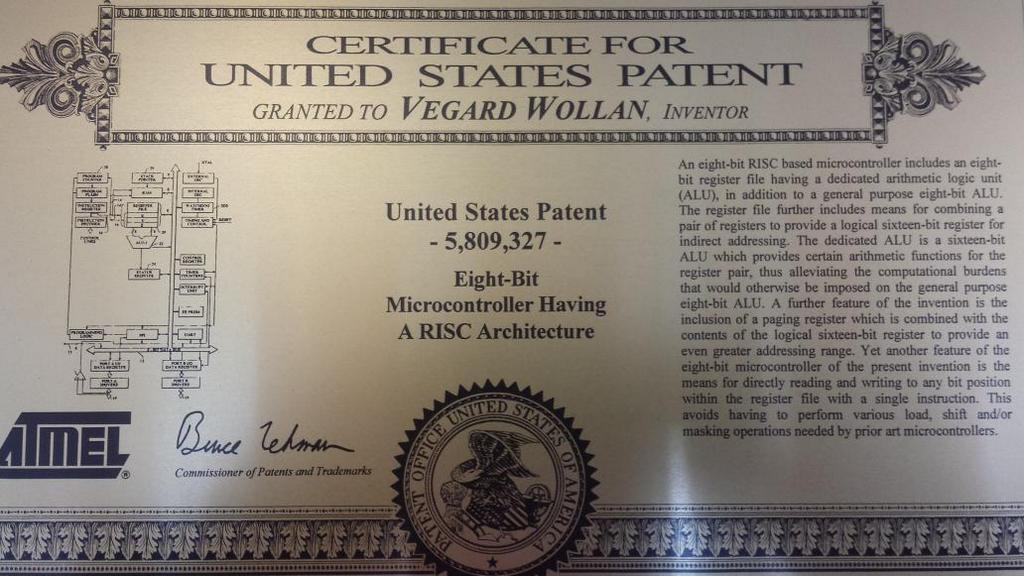 CERTIFICATE FOR
UNITED STATES PATENT
GRANTED TO VEGARD WOLLAN, INVENTOR
United States Patent
- 5,809,327 -
Eight-Bit
Microcontroller Having
A RISC Architecture
An eight-bit RISC based microcontroller includes an eight-
bit register file having a dedicated arithmetic logic unit
(ALU), in addition to a general purpose eight-bit ALU.
The register file further includes means for combining a
pair of registers to provide a logical sixteen-bit register for
indirect addressing. The dedicated ALU is a sixteen-bit
ALU which provides certain arithmetic functions for the
register pair, thus alleviating the computational burdens
that would otherwise be imposed on the general purpose
eight-bit ALU. A further feature of the invention is the
inclusion of a paging register which is combined with the
contents of the logical sixteen-bit register to provide an
even greater addressing range. Yet another feature of the
eight-bit microcontroller of the present invention is the
means for directly reading and writing to any bit position
within the register file with a single instruction. This
avoids having to perform various load, shift and/or
masking operations needed by prior art microcontrollers.
ATMEL®
Bruce Lehman
Commissioner of Patents and Trademarks
PATENT OFFICE UNITED STATES OF AMERICA